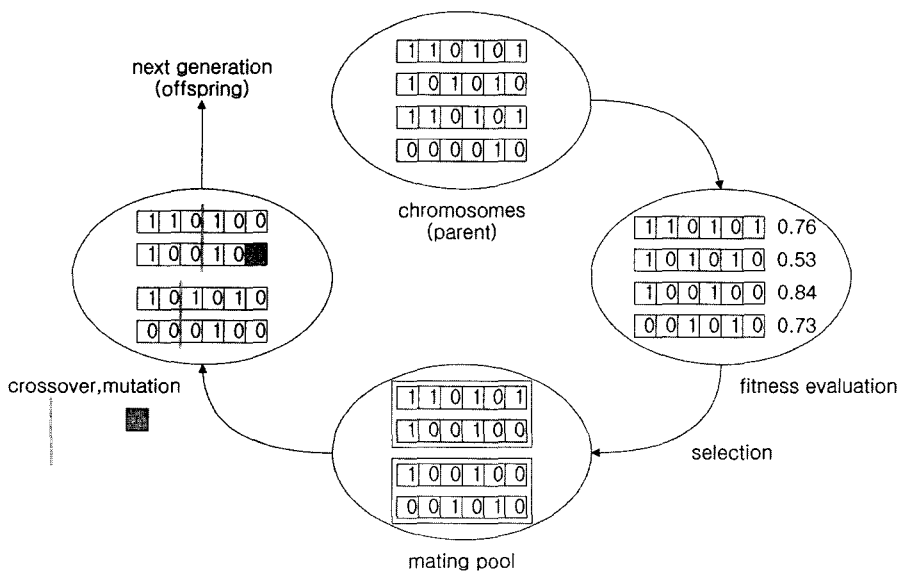 1 1 0 1 0 1
1 0 1 0 1 0
1 1 0 1 0 1
0 0 0 0 1 0
chromosomes
(parent)
next generation
(offspring)
1 1 0 1 0 1 0.76
1 0 1 0 1 0 0.53
1 0 0 1 0 0 0.84
0 0 1 0 1 0 0.73
fitness evaluation
selection
1 1 0 1 0 1
1 0 0 1 0 0
1 0 0 1 0 0
0 0 1 0 1 0
mating pool
1 1 0 1 0 0
1 0 0 1 0
1 0 1 0 1 0
0 0 0 1 0 0
crossover,mutation